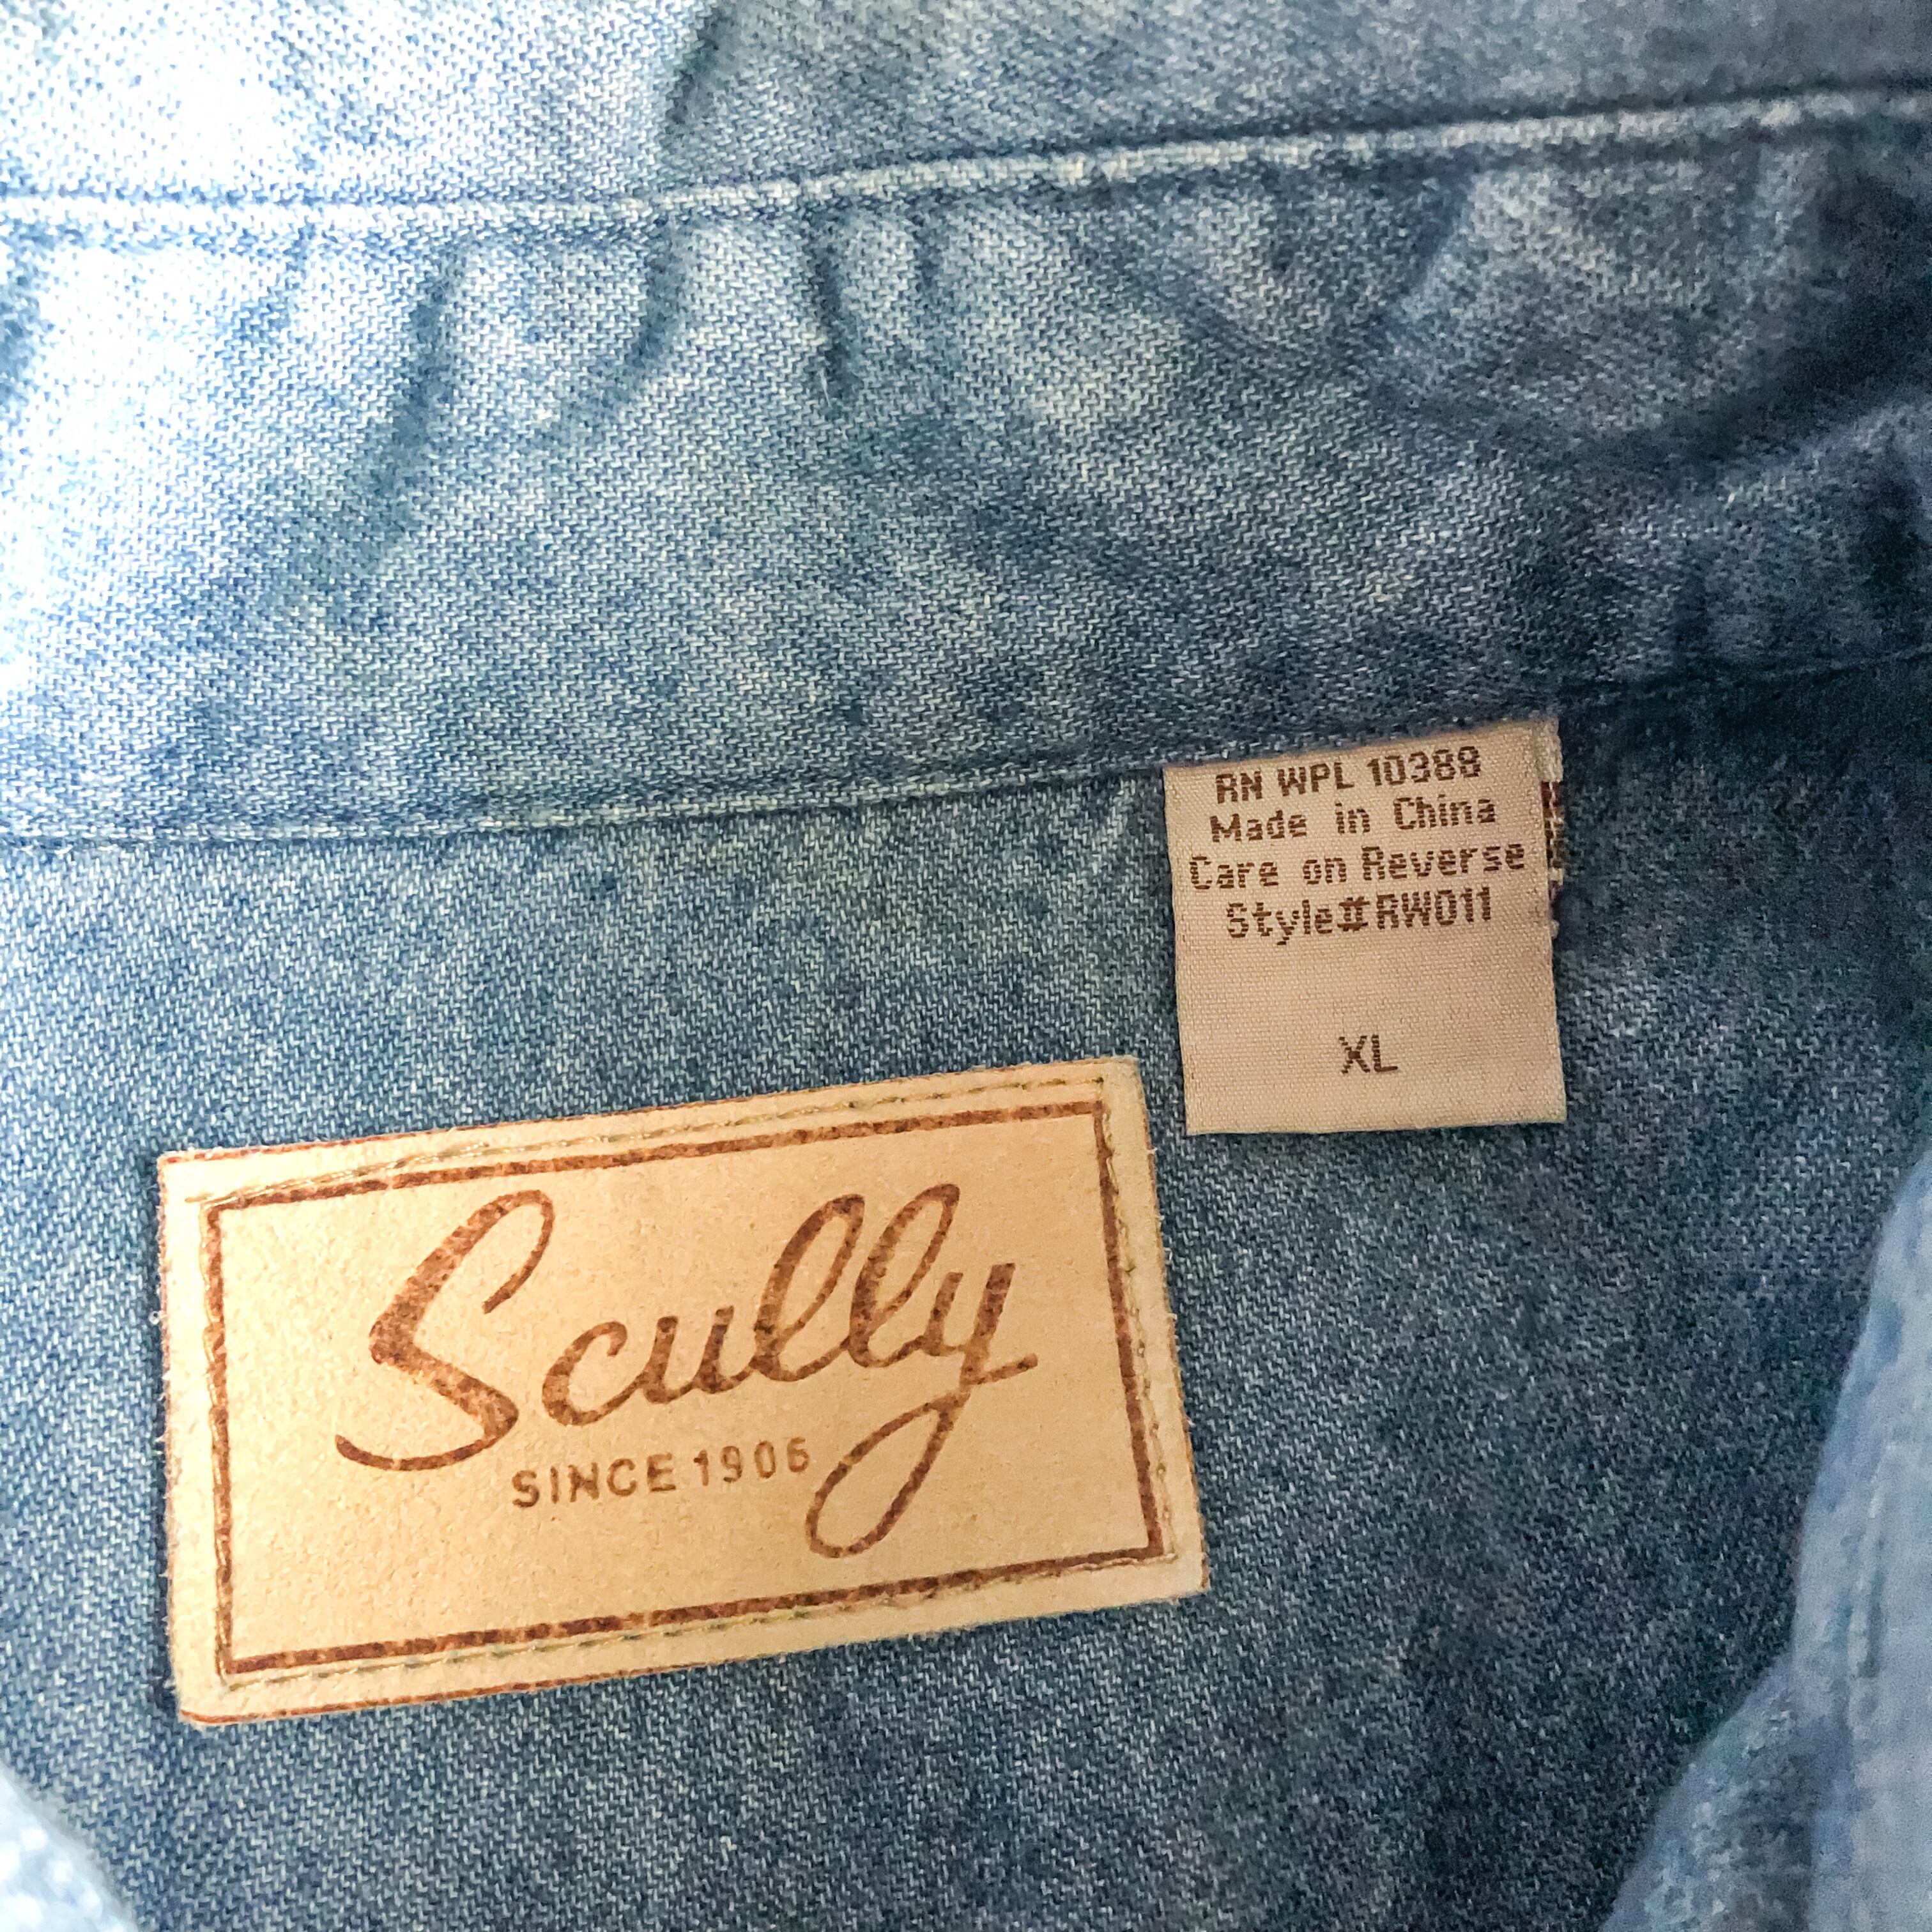 RN WPL 10388
Made in China
Care on Reverse
Style#RW011
XL
Scully
SINCE 1906